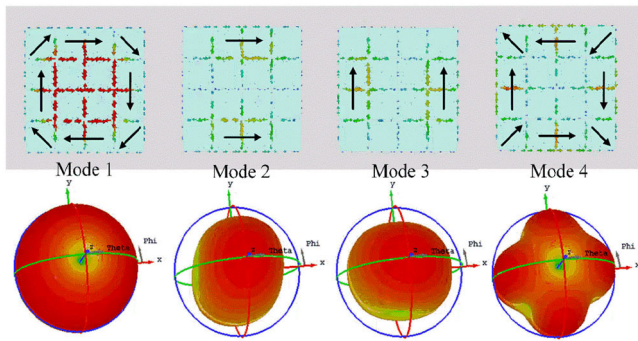 Mode 1 Mode 2 Mode 3 Mode 4
y y y y
Phi Phi Phi Phi
z Theta x z Theta x z Theta x Theta x